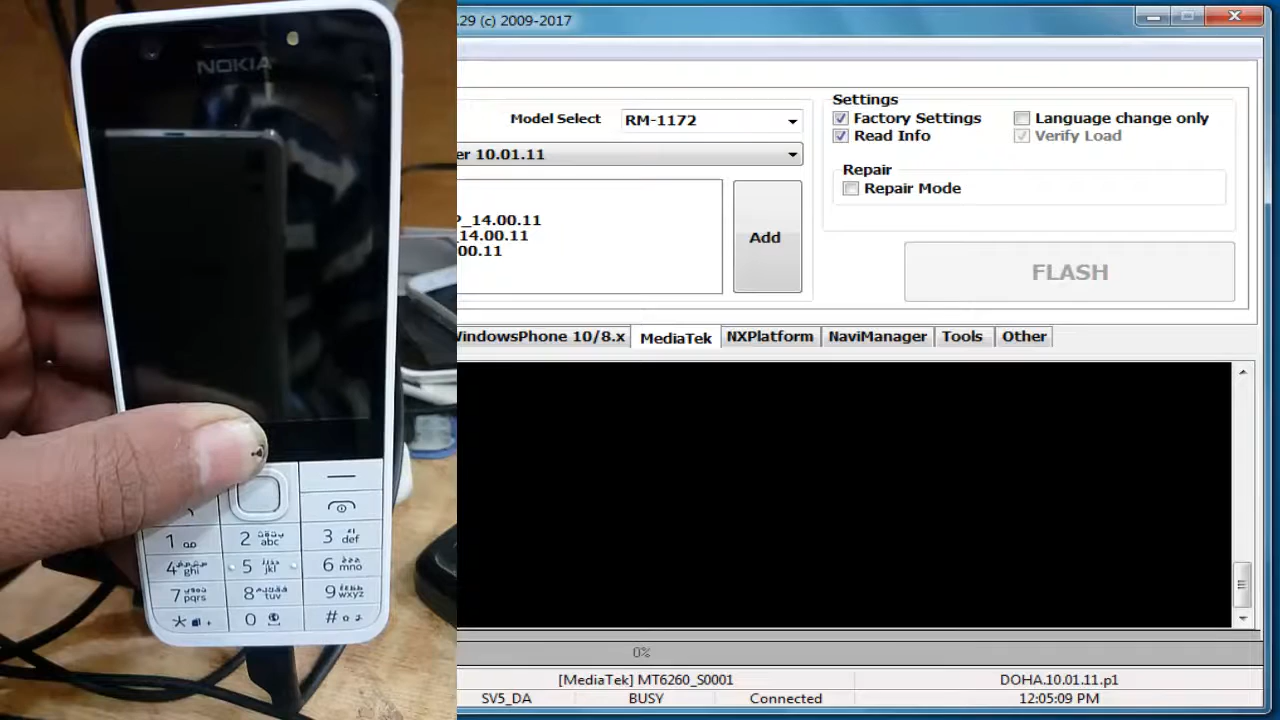 NOKIA
1
2 abc
3 def
4 ghi
5 jkl
6 mno
7 pqrs
8 tuv
9 wxyz
* +
0
#
.29 (c) 2009-2017
Model Select
RM-1172
er 10.01.11
P_14.00.11
_14.00.11
00.11
Add
Settings
Factory Settings
Language change only
Read Info
Verify Load
Repair
Repair Mode
FLASH
WindowsPhone 10/8.x
MediaTek
NXPlatform
NaviManager
Tools
Other
0%
[MediaTek] MT6260_S0001
DOHA.10.01.11.p1
SV5_DA
BUSY
Connected
12:05:09 PM